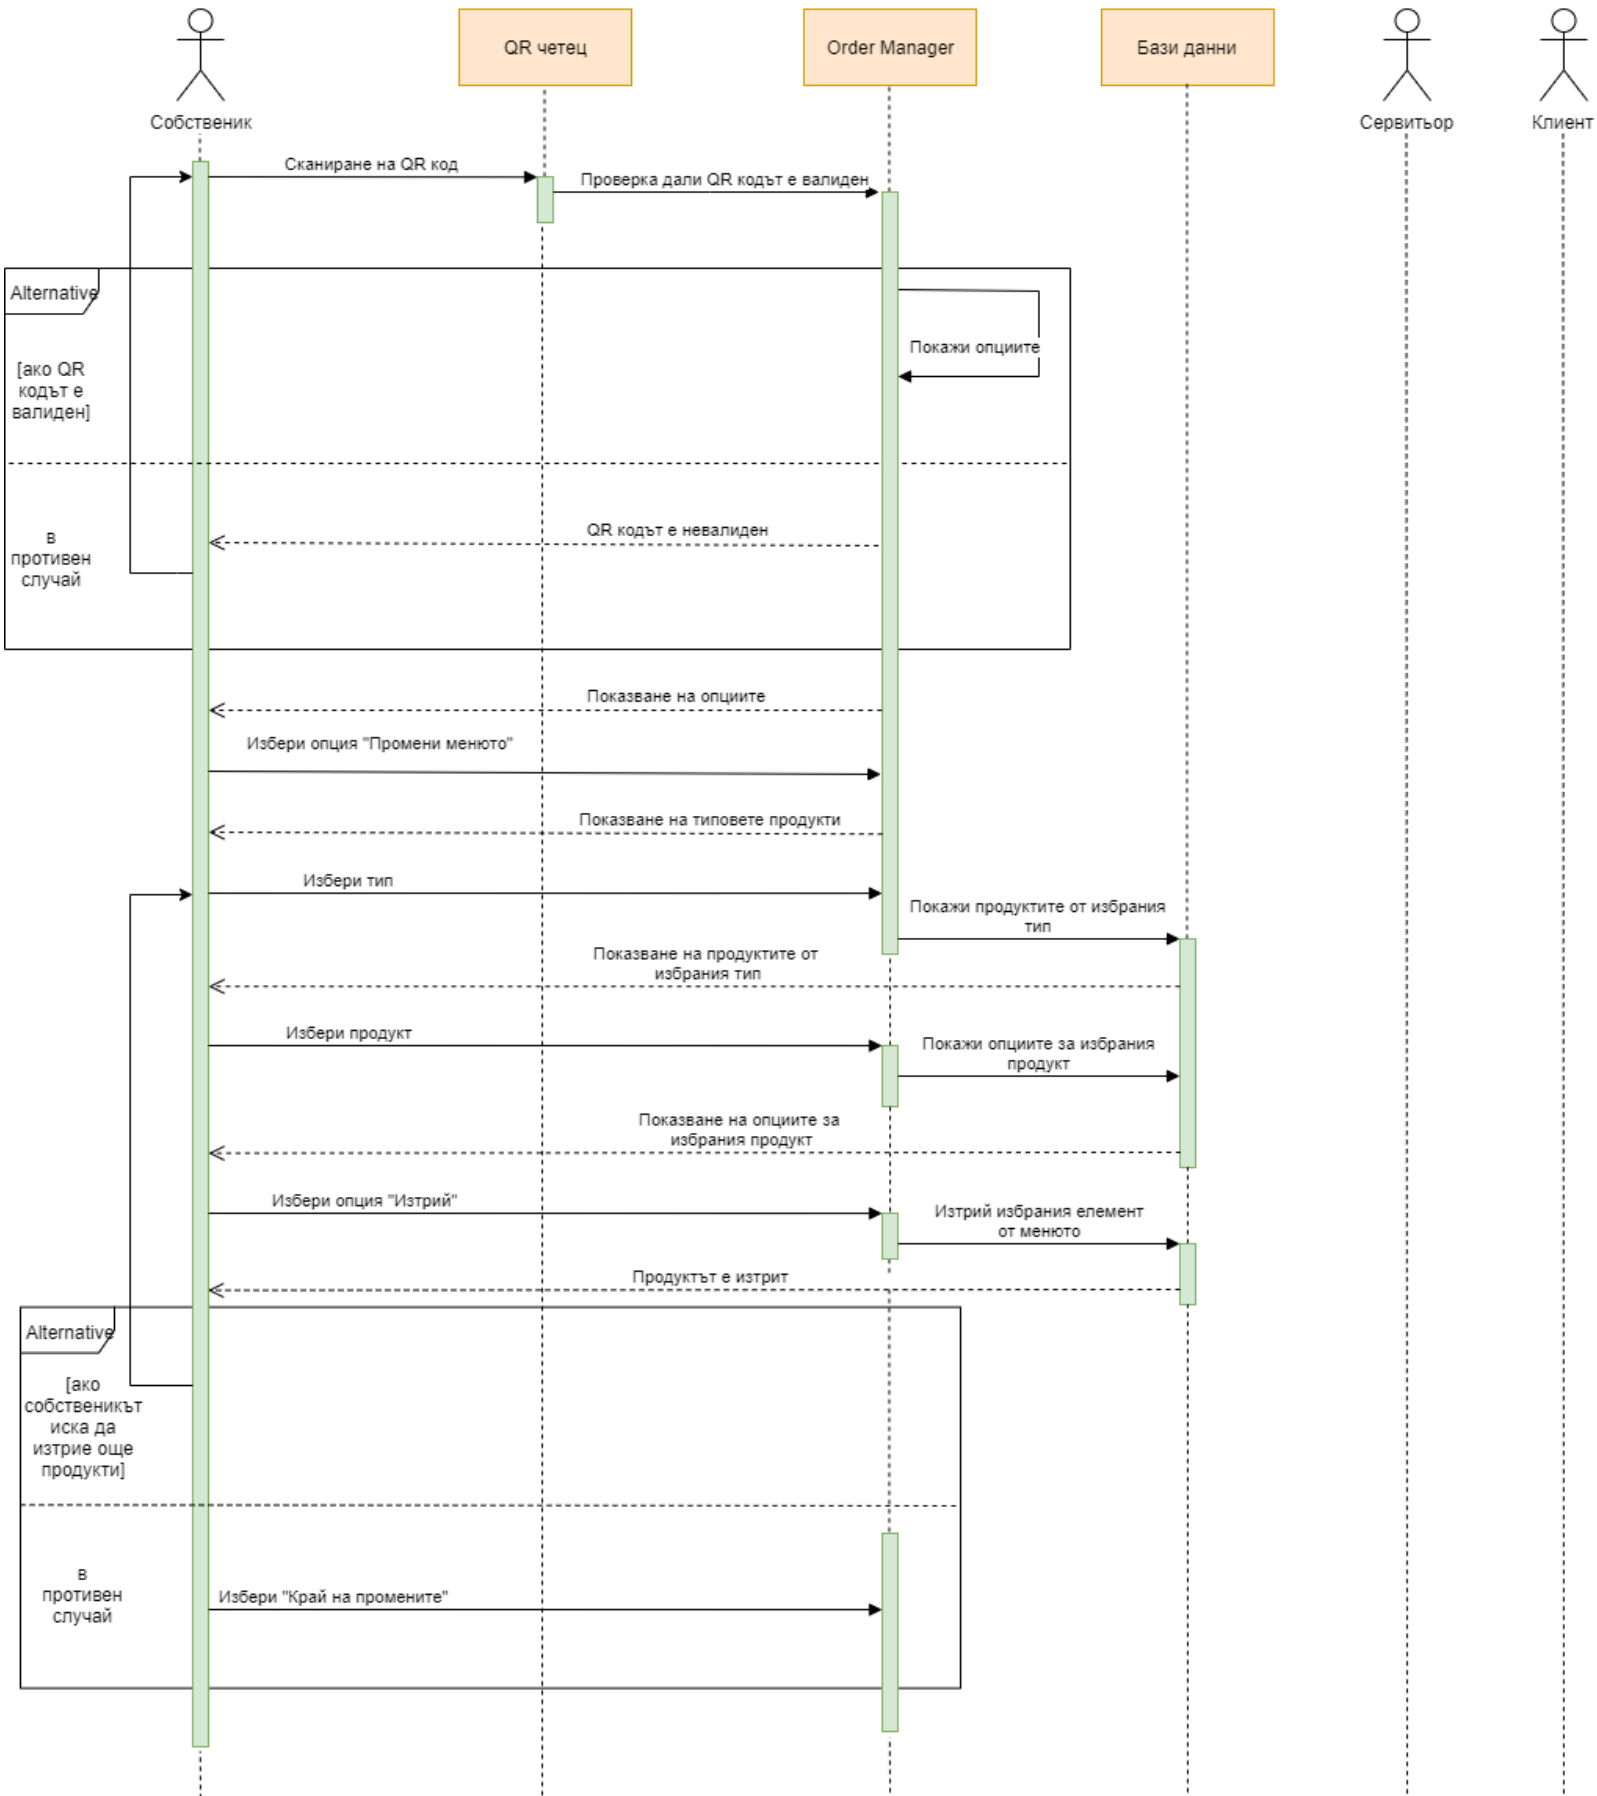 Собственик
QR четец
Order Manager
Бази данни
Сервитьор
Клиент
Сканиране на QR код
Проверка дали QR кодът е валиден
Alternative
Покажи опциите
[ако QR
кодът е
валиден]
QR кодът е невалиден
в
противен
случай
Показване на опциите
Избери опция "Промени менюто"
Показване на типовете продукти
Избери тип
Покажи продуктите от избрания
тип
Показване на продуктите от
избрания тип
Избери продукт
Покажи опциите за избрания
продукт
Показване на опциите за
избрания продукт
Избери опция "Изтрий"
Изтрий избрания елемент
от менюто
Продуктът е изтрит
Alternative
[ако
собственикът
иска да
изтрие още
продукти]
в
противен
случай
Избери "Край на промените"